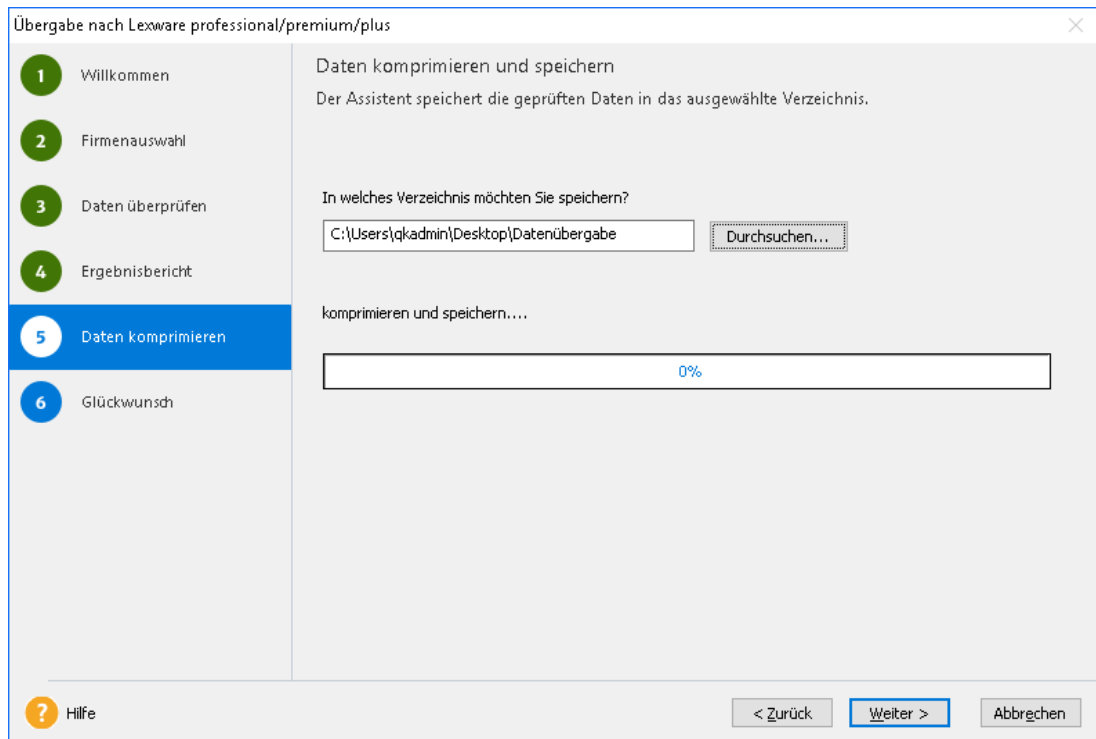 Übergabe nach Lexware professional/premium/plus
1 Willkommen
2 Firmenauswahl
3 Daten überprüfen
4 Ergebnisbericht
5 Daten komprimieren
6 Glückwunsch
Daten komprimieren und speichern
Der Assistent speichert die geprüften Daten in das ausgewählte Verzeichnis.
In welches Verzeichnis möchten Sie speichern?
C:\Users\qkadmin\Desktop\Datenübergabe
Durchsuchen...
komprimieren und speichern....
0%
? Hilfe
< Zurück
Weiter >
Abbrechen